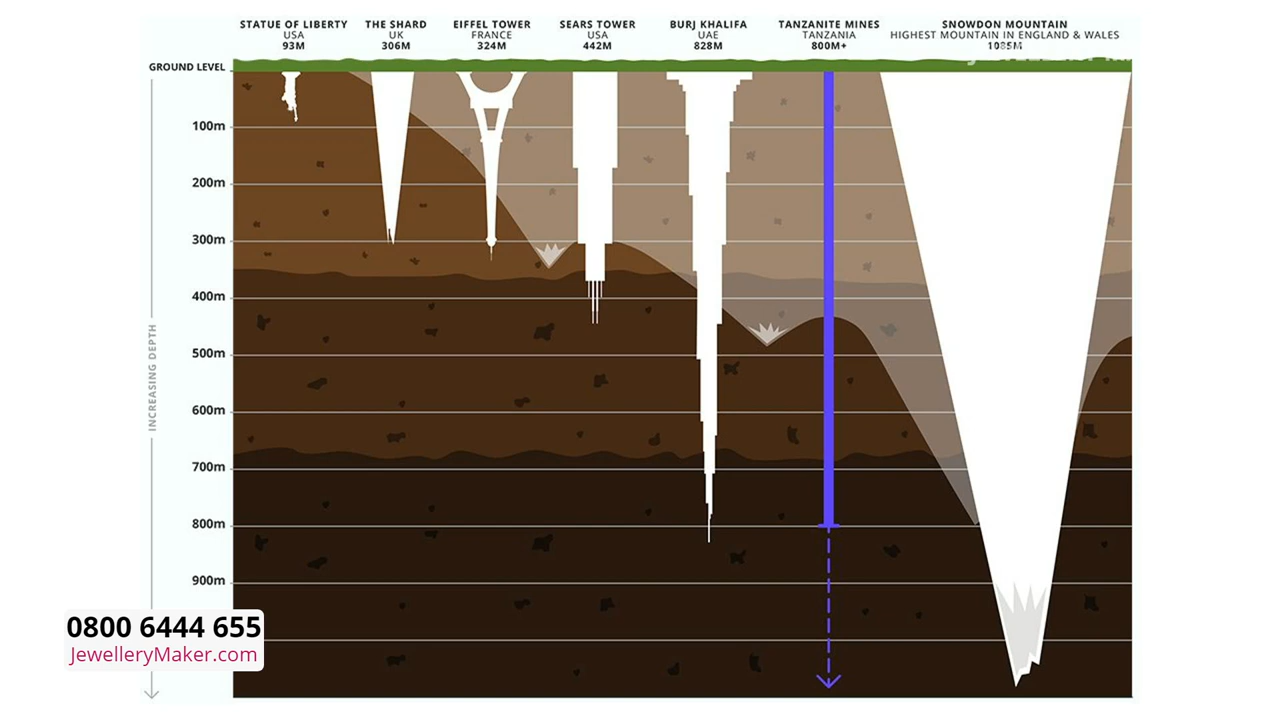 STATUE OF LIBERTY
USA
93M
THE SHARD
UK
306M
EIFFEL TOWER
FRANCE
324M
SEARS TOWER
USA
442M
BURJ KHALIFA
UAE
828M
TANZANITE MINES
TANZANIA
800M+
SNOWDON MOUNTAIN
HIGHEST MOUNTAIN IN ENGLAND & WALES
1085M
GROUND LEVEL
100m
200m
300m
400m
500m
600m
700m
800m
900m
INCREASING DEPTH
0800 6444 655
JewelleryMaker.com